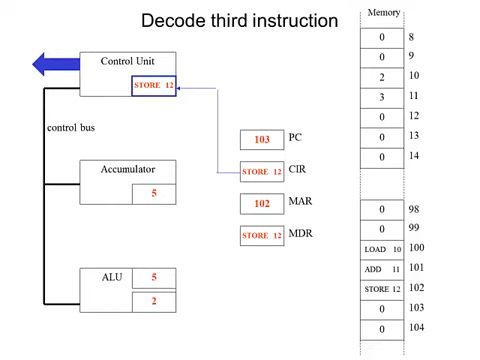 Decode third instruction
Memory
Control Unit
STORE 12
control bus
Accumulator
5
ALU
5
2
103 PC
STORE 12 CIR
102 MAR
STORE 12 MDR
0 8
0 9
2 10
3 11
0 12
0 13
0 14
0 98
0 99
LOAD 10 100
ADD 11 101
STORE 12 102
0 103
0 104